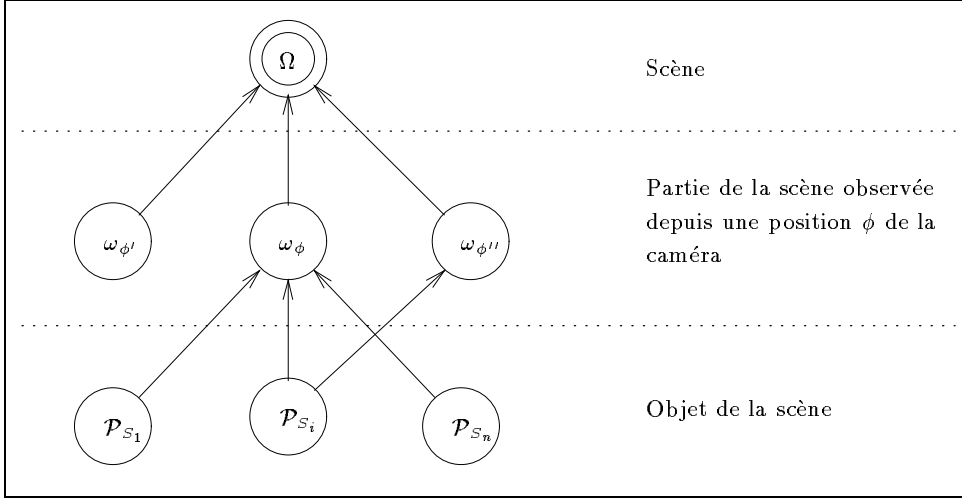 Ω
Scène
ω_ϕ′ ω_ϕ ω_ϕ′′
Partie de la scène observée
depuis une position ϕ de la
caméra
𝒫_S₁ 𝒫_Sᵢ 𝒫_Sₙ
Objet de la scène